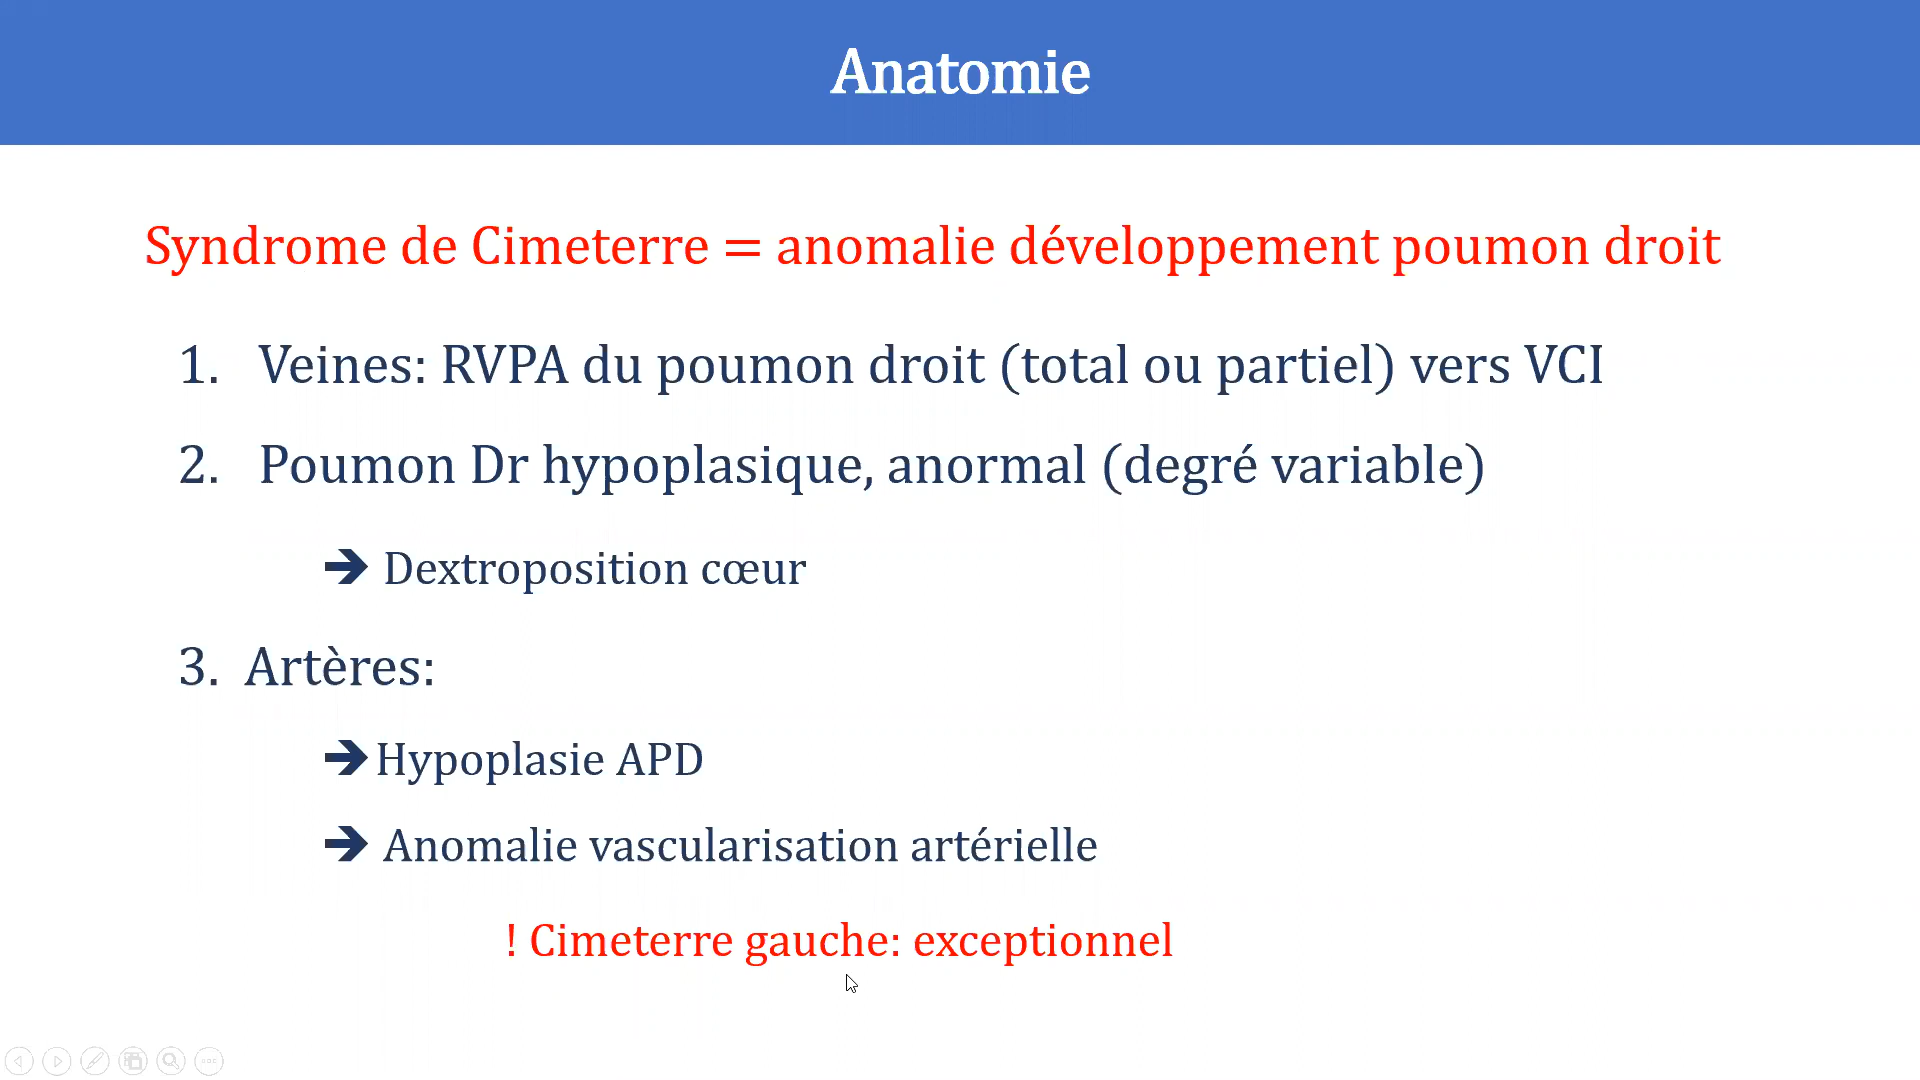 Anatomie
Syndrome de Cimeterre = anomalie développement poumon droit
1. Veines: RVPA du poumon droit (total ou partiel) vers VCI
2. Poumon Dr hypoplasique, anormal (degré variable)
➔ Dextroposition cœur
3. Artères:
➔ Hypoplasie APD
➔ Anomalie vascularisation artérielle
! Cimeterre gauche: exceptionnel